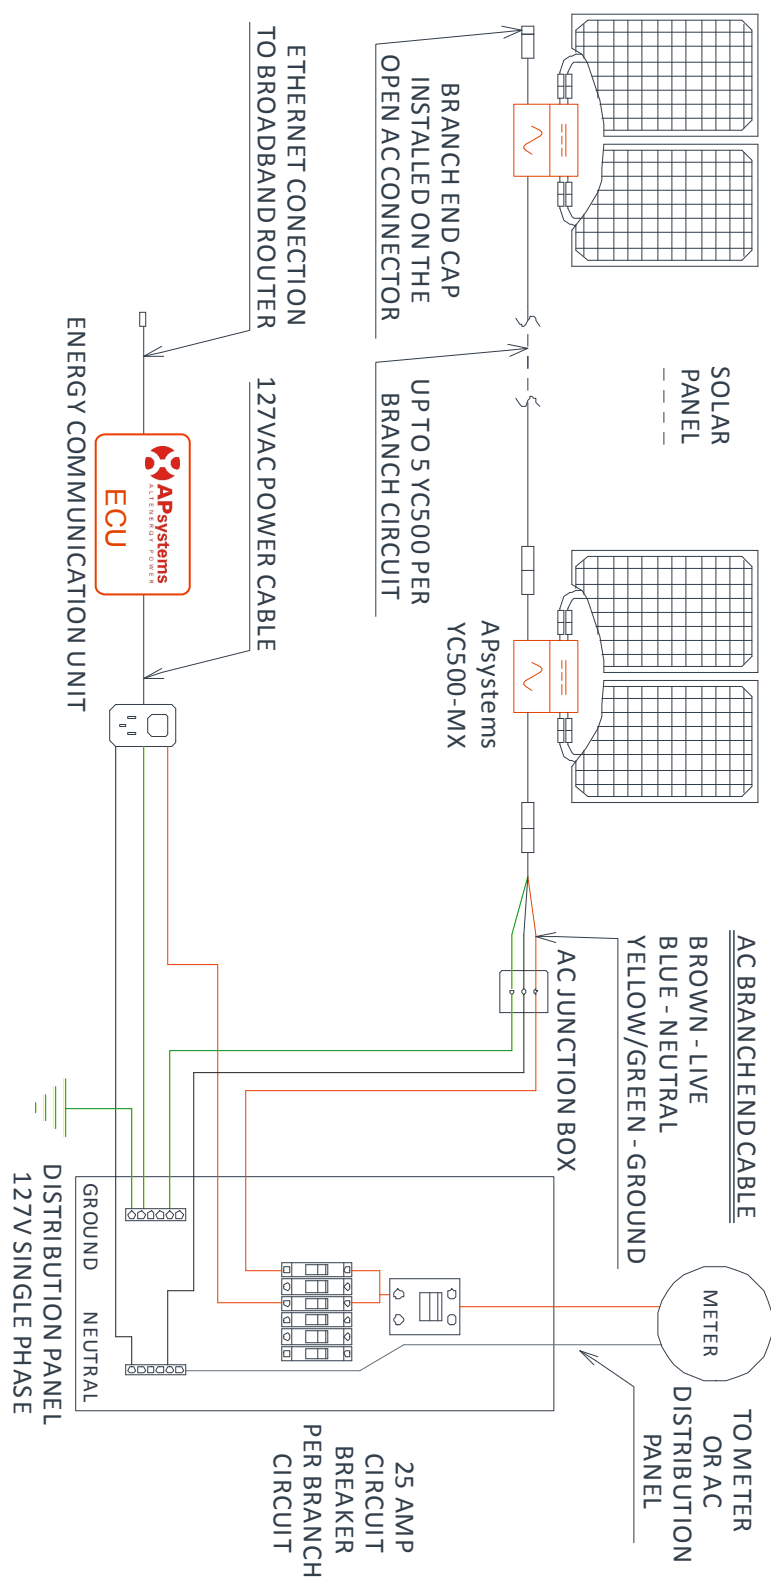 SOLAR
PANEL
BRANCH END CAP
INSTALLED ON THE
OPEN AC CONNECTOR
UP TO 5 YC500 PER
BRANCH CIRCUIT
APsystems
YC500-MX
AC BRANCH END CABLE
BROWN - LIVE
BLUE - NEUTRAL
YELLOW/GREEN - GROUND
AC JUNCTION BOX
METER
TO METER
OR AC
DISTRIBUTION
PANEL
ETHERNET CONECTION
TO BROADBAND ROUTER
127VAC POWER CABLE
APsystems
ALTENERGY POWER
ECU
ENERGY COMMUNICATION UNIT
GROUND
NEUTRAL
DISTRIBUTION PANEL
127V SINGLE PHASE
25 AMP
CIRCUIT
BREAKER
PER BRANCH
CIRCUIT